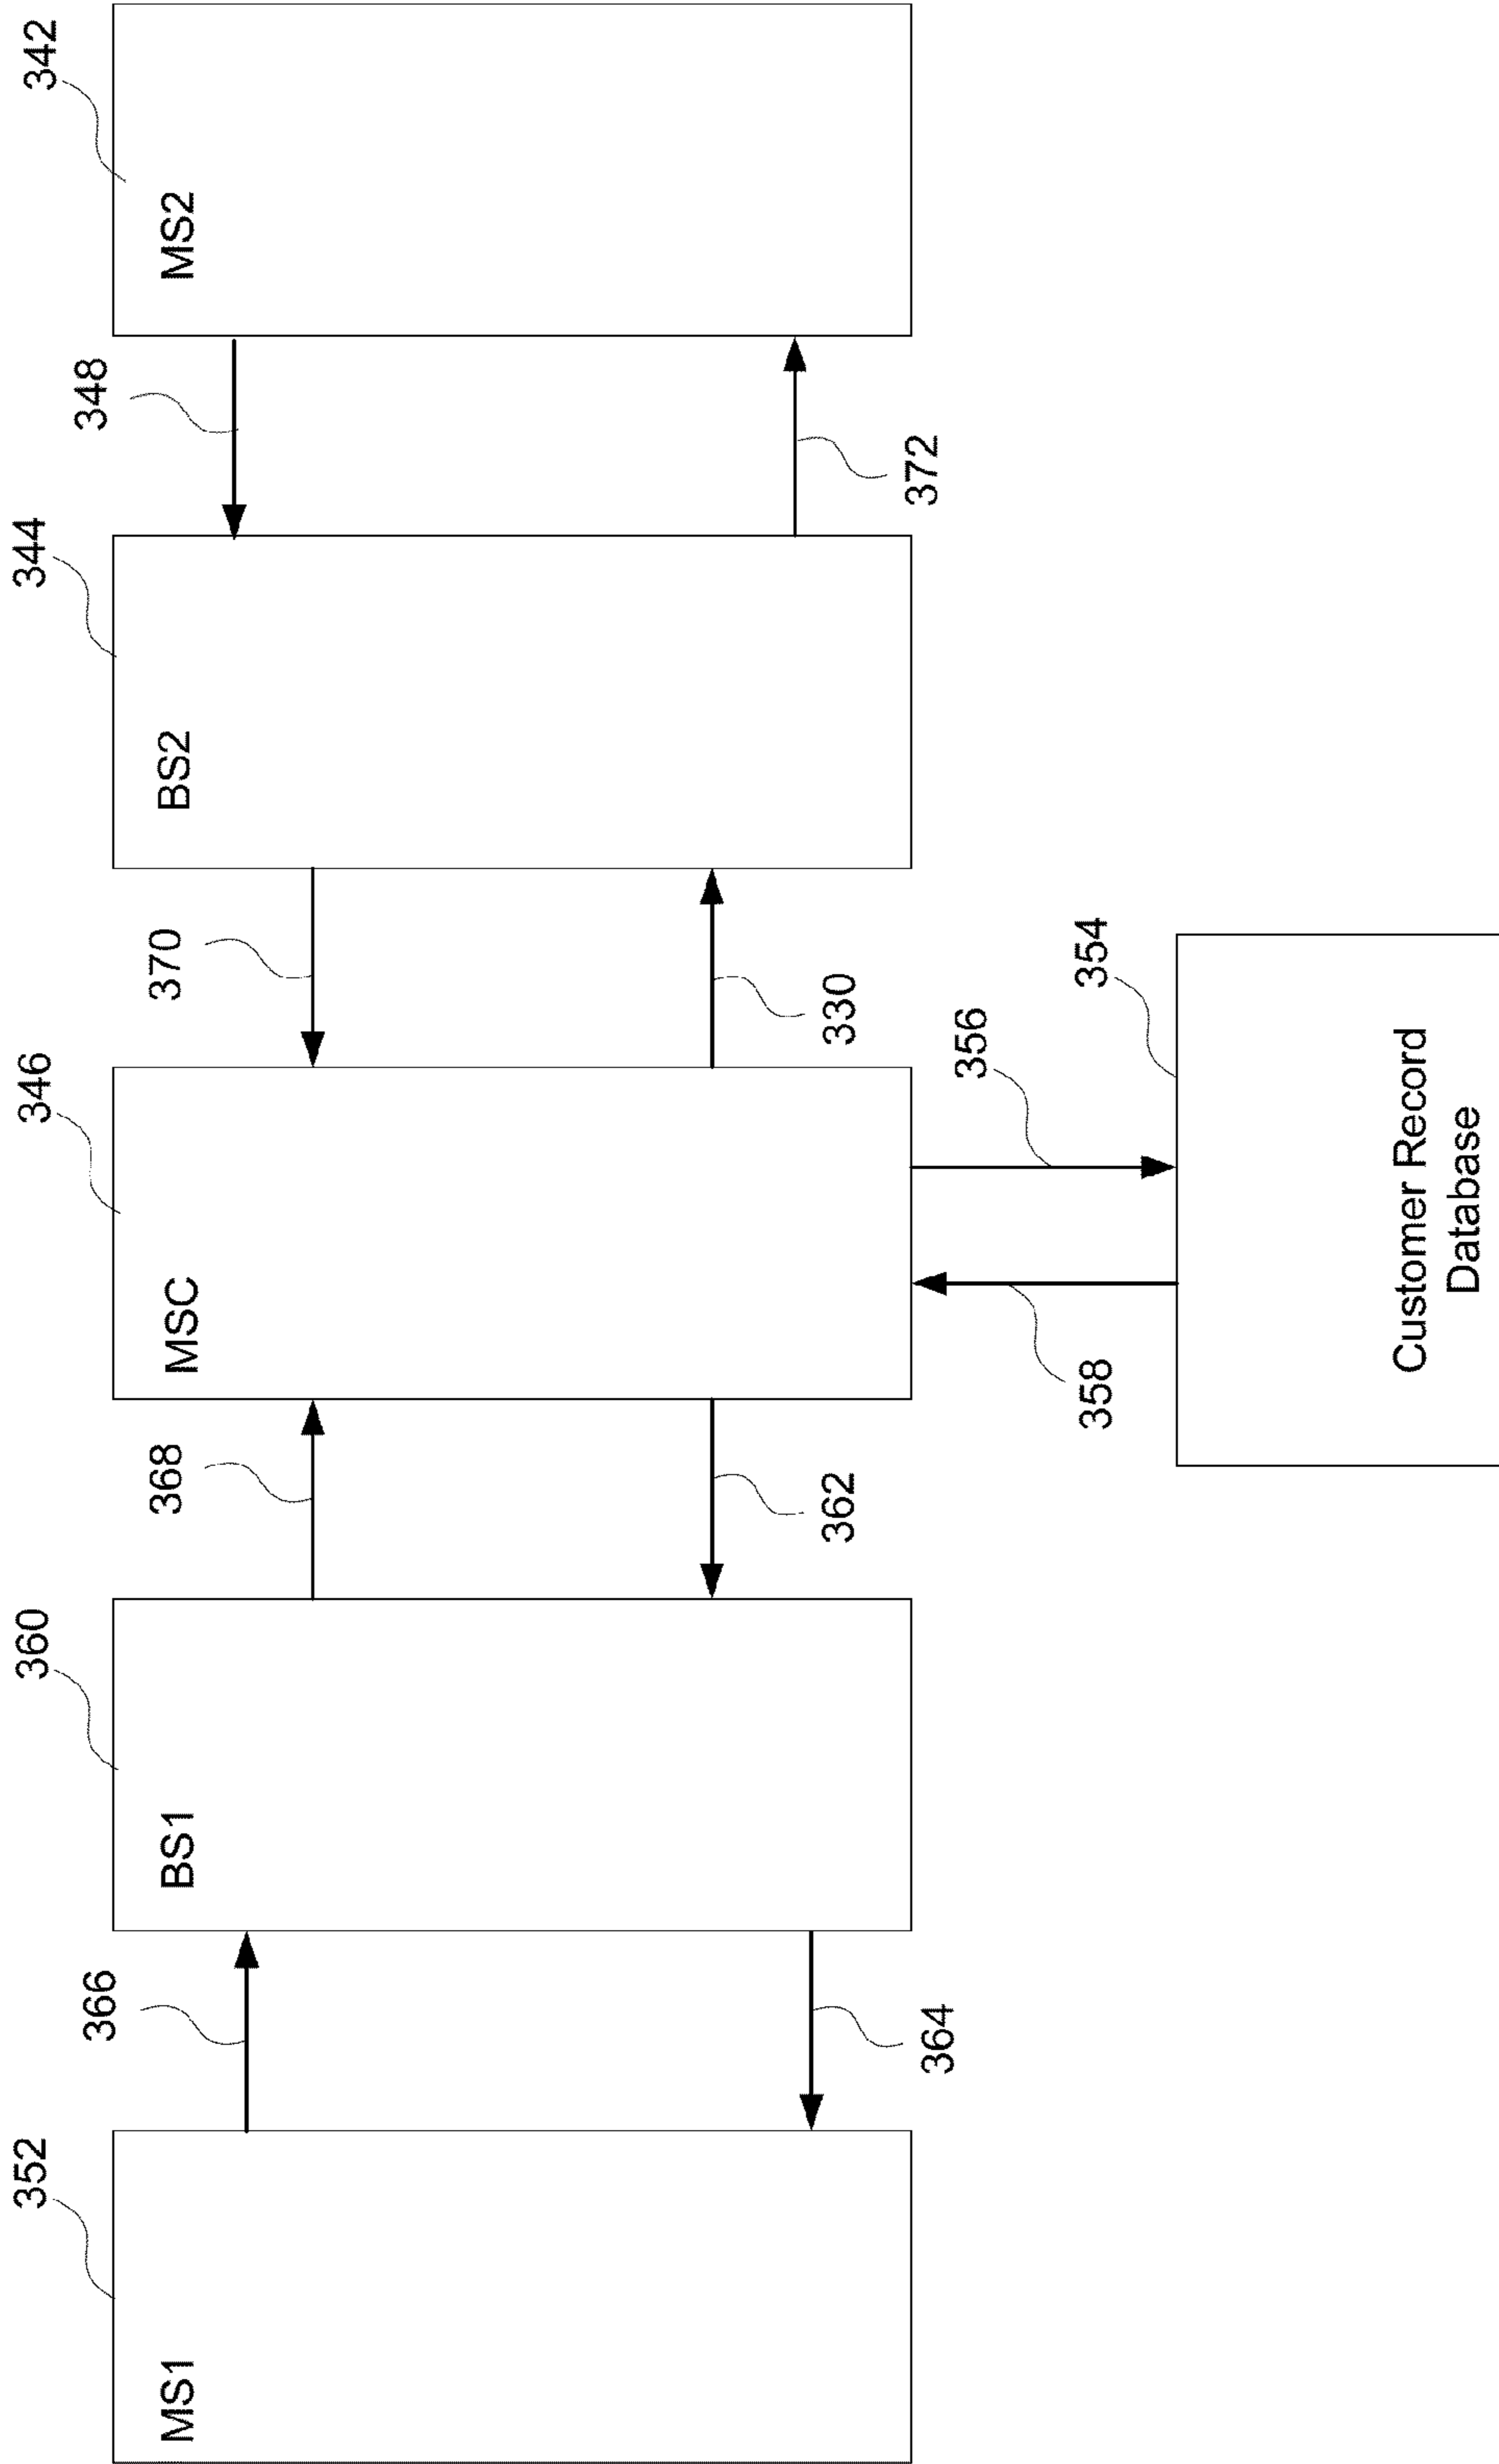 352
360
346
344
342
366
348
368
370
MS1
BS1
MSC
BS2
MS2
362
330
364
372
356
358
354
Customer Record
Database